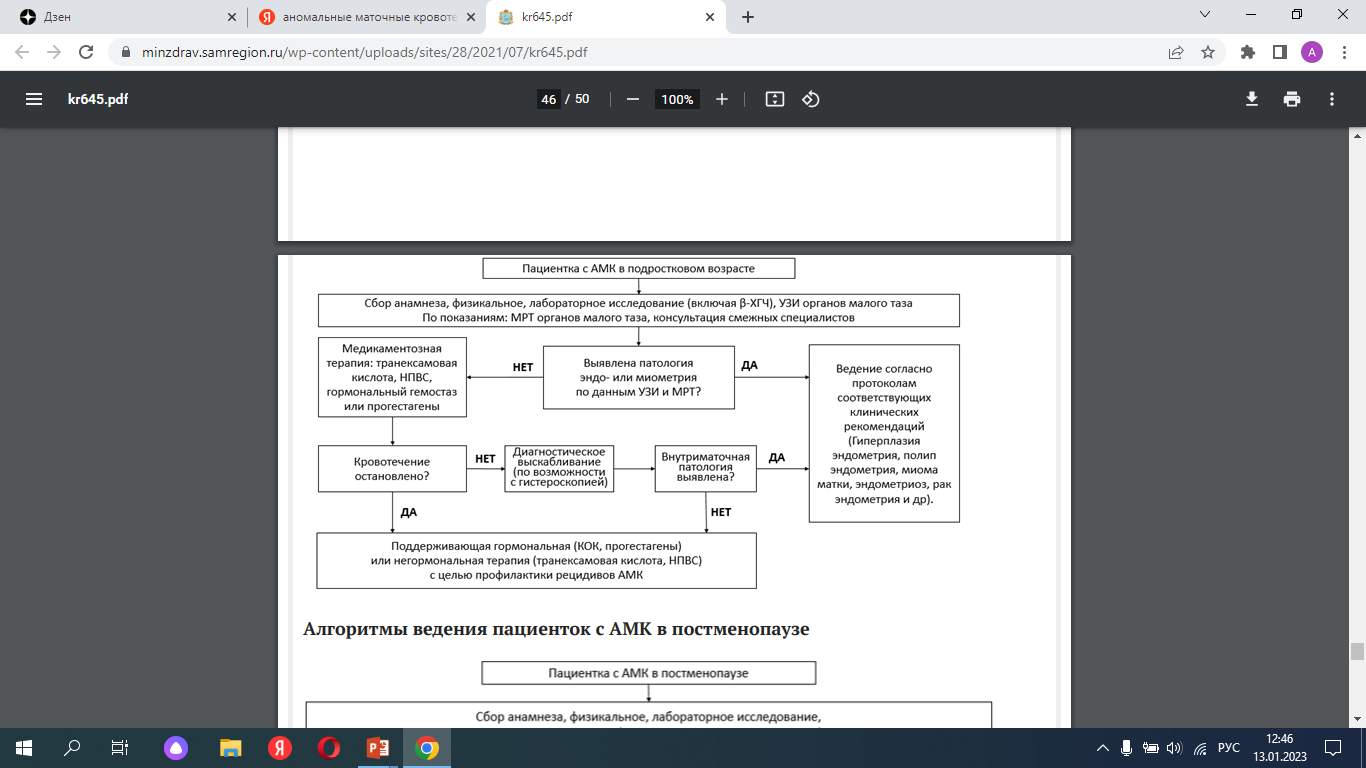 Дзен
аномальные маточные кровоте
kr645.pdf
minzdrav.samregion.ru/wp-content/uploads/sites/28/2021/07/kr645.pdf
A
kr645.pdf
46 / 50
100%
Пациентка с АМК в подростковом возрасте
Сбор анамнеза, физикальное, лабораторное исследование (включая β-ХГЧ), УЗИ органов малого таза
По показаниям: МРТ органов малого таза, консультация смежных специалистов
Медикаментозная
терапия: транексамовая
кислота, НПВС,
гормональный гемостаз
или прогестагены
НЕТ
Выявлена патология
эндо- или миометрия
по данным УЗИ и МРТ?
ДА
Ведение согласно
протоколам
соответствующих
клинических
рекомендаций
(Гиперплазия
эндометрия, полип
эндометрия, миома
матки, эндометриоз, рак
эндометрия и др).
Кровотечение
остановлено?
НЕТ
Диагностическое
выскабливание
(по возможности
с гистероскопией)
Внутриматочная
патология
выявлена?
ДА
ДА
НЕТ
Поддерживающая гормональная (КОК, прогестагены)
или негормональная терапия (транексамовая кислота, НПВС)
с целью профилактики рецидивов АМК
Алгоритмы ведения пациенток с АМК в постменопаузе
Пациентка с АМК в постменопаузе
Сбор анамнеза, физикальное, лабораторное исследование,
РУС
12:46
13.01.2023